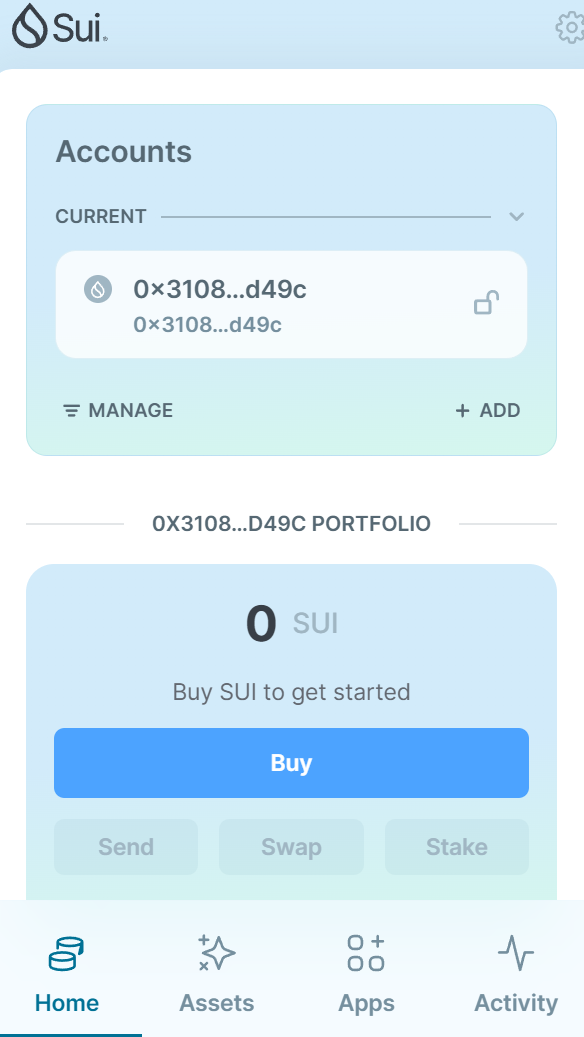 Sui
Accounts
CURRENT
0×3108...d49c
0×3108...d49c
MANAGE
+ ADD
0X3108...D49C PORTFOLIO
0 SUI
Buy SUI to get started
Buy
Send Swap Stake
Home Assets Apps Activity